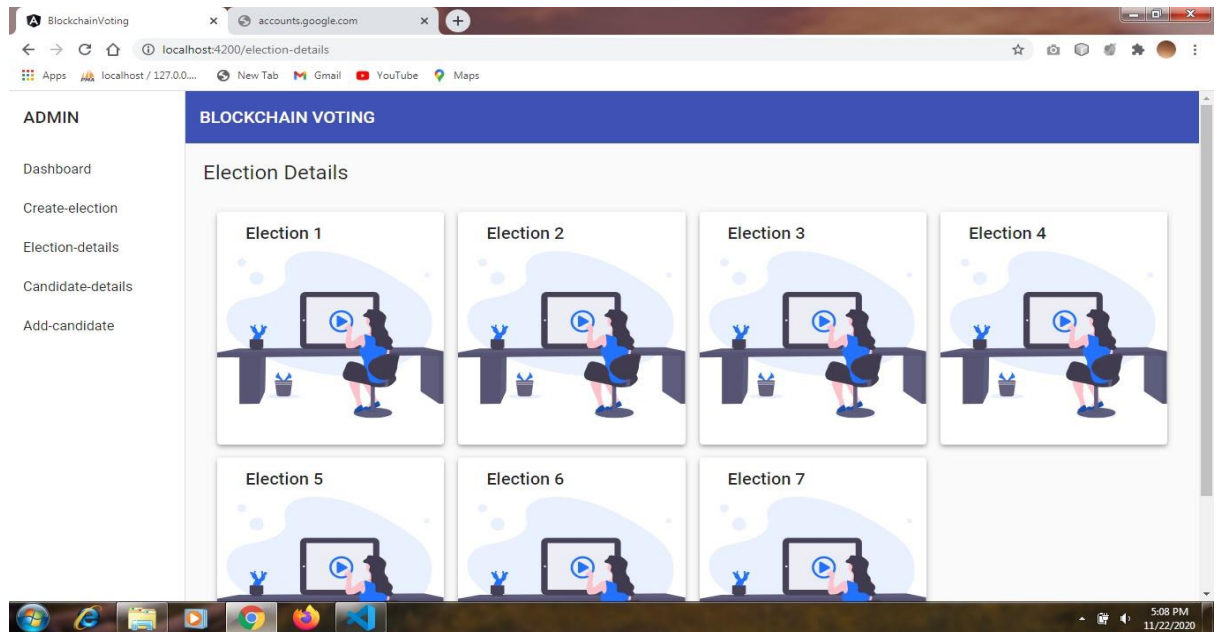 BlockchainVoting
accounts.google.com
localhost:4200/election-details
Apps localhost / 127.0.0.... New Tab Gmail YouTube Maps
ADMIN
BLOCKCHAIN VOTING
Dashboard
Create-election
Election-details
Candidate-details
Add-candidate
Election Details
Election 1 Election 2 Election 3 Election 4
Election 5 Election 6 Election 7
5:08 PM
11/22/2020